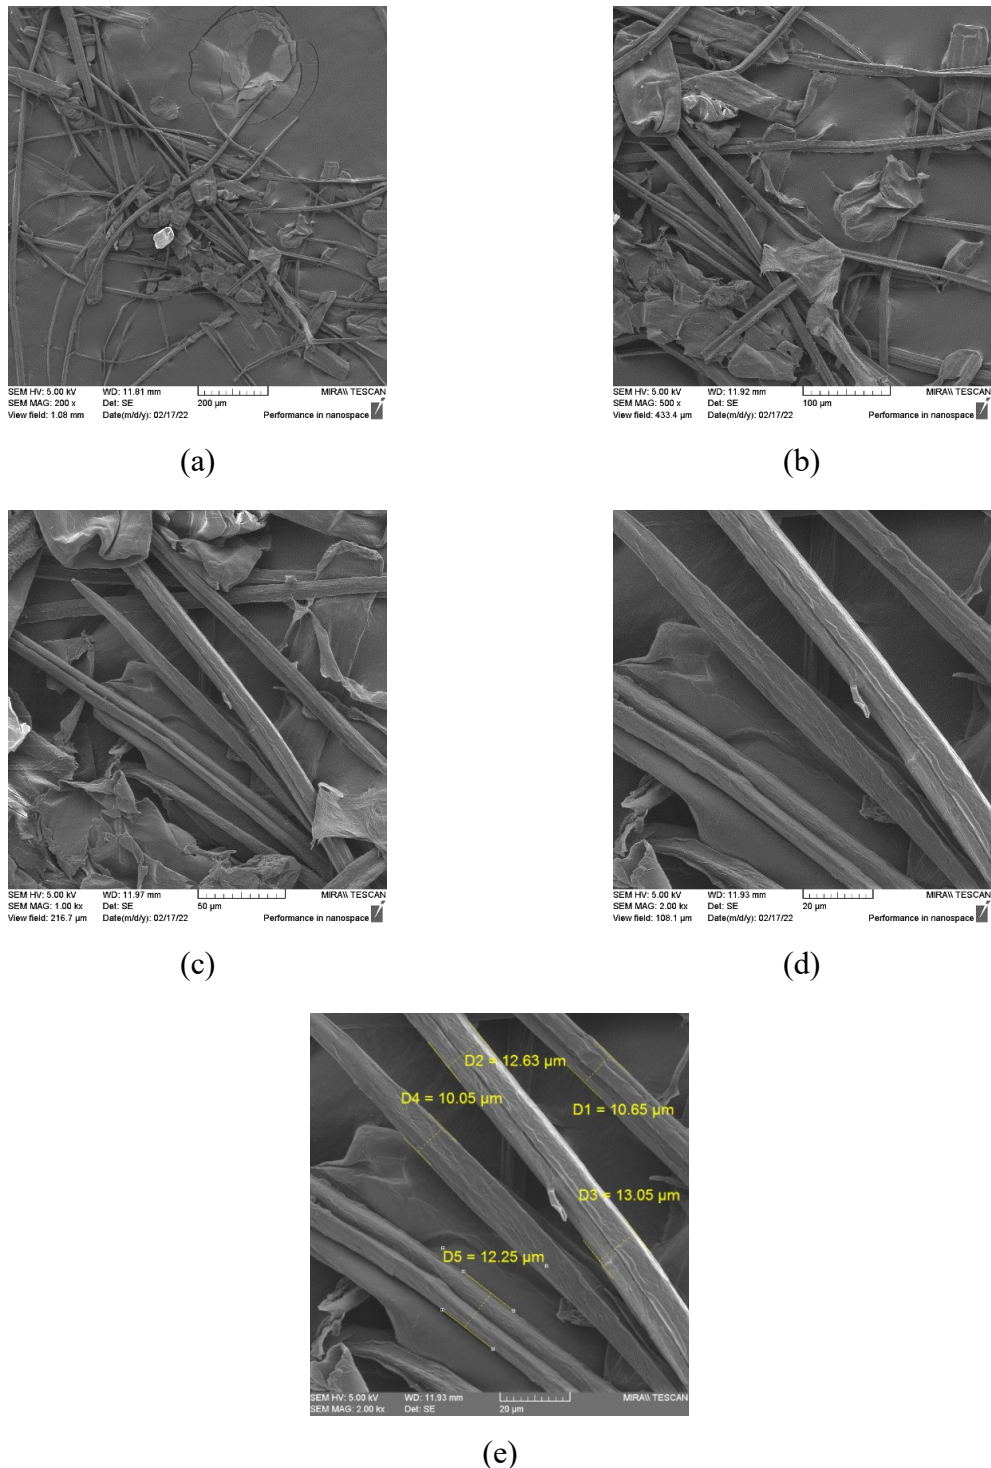 SEM HV: 5.00 kV WD: 11.81 mm MIRA\\ TESCAN
SEM MAG: 200 x Det: SE 200 µm
View field: 1.08 mm Date(m/d/y): 02/17/22 Performance in nanospace
(a)
SEM HV: 5.00 kV WD: 11.92 mm MIRA\\ TESCAN
SEM MAG: 500 x Det: SE 100 µm
View field: 433.4 µm Date(m/d/y): 02/17/22 Performance in nanospace
(b)
SEM HV: 5.00 kV WD: 11.97 mm MIRA\\ TESCAN
SEM MAG: 1.00 kx Det: SE 50 µm
View field: 216.7 µm Date(m/d/y): 02/17/22 Performance in nanospace
(c)
SEM HV: 5.00 kV WD: 11.93 mm MIRA\\ TESCAN
SEM MAG: 2.00 kx Det: SE 20 µm
View field: 108.1 µm Date(m/d/y): 02/17/22 Performance in nanospace
(d)
D2 = 12.63 µm
D4 = 10.05 µm
D1 = 10.65 µm
D3 = 13.05 µm
D5 = 12.25 µm
SEM HV: 5.00 kV WD: 11.93 mm MIRA\\ TESCAN
SEM MAG: 2.00 kx Det: SE 20 µm
(e)